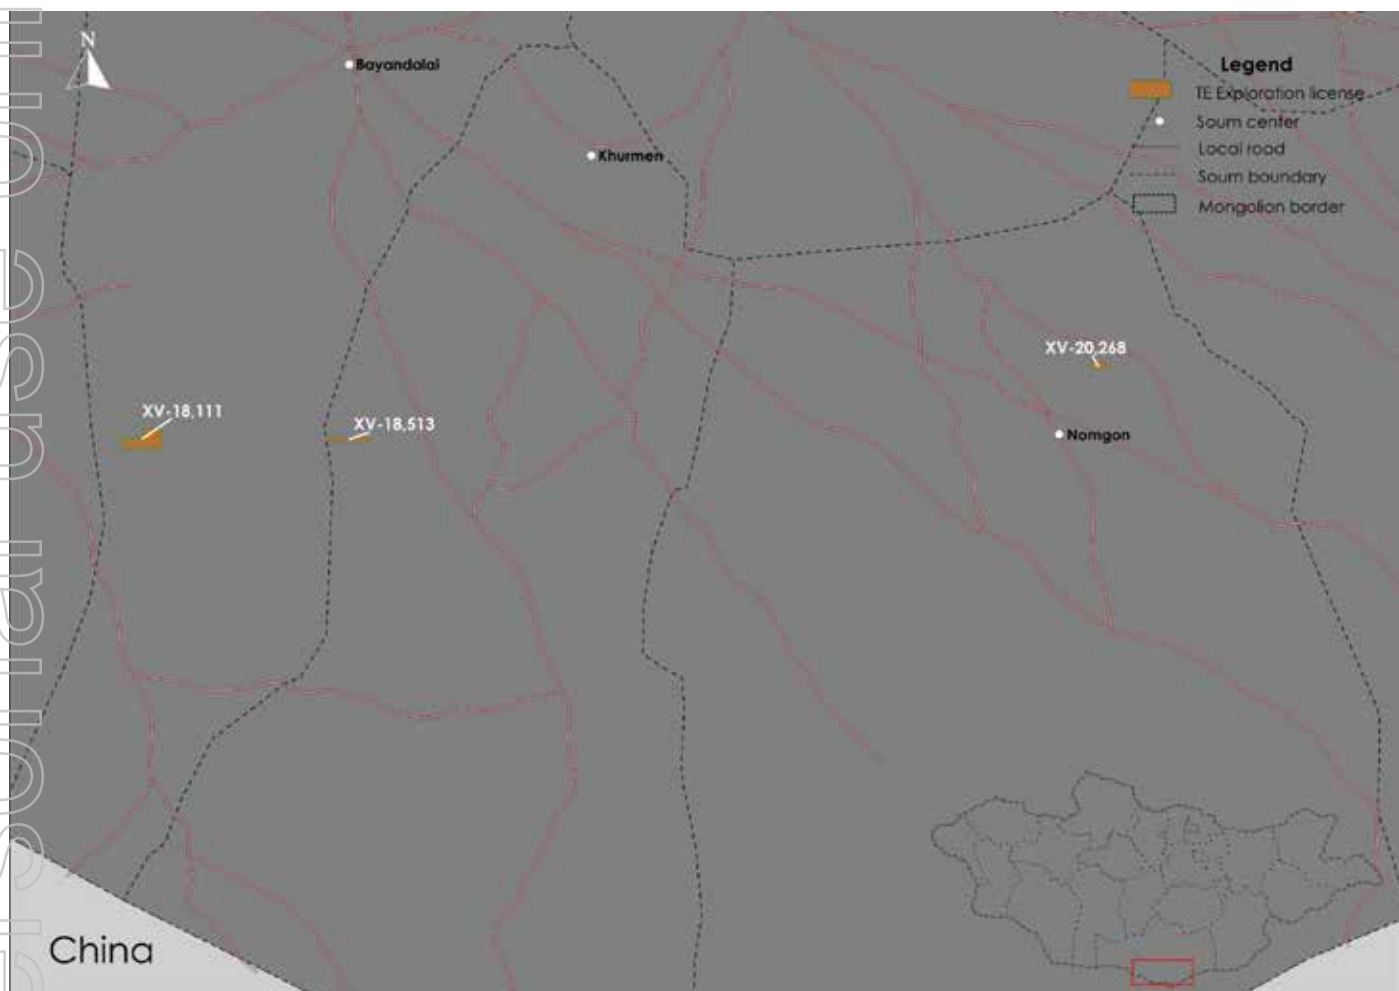 N
Bayandalai
Khurmen
Legend
TE Exploration license
Soum center
Local road
Soum boundary
Mongolion border
XV-20,268
XV-18,111
XV-18,513
Nomgon
China